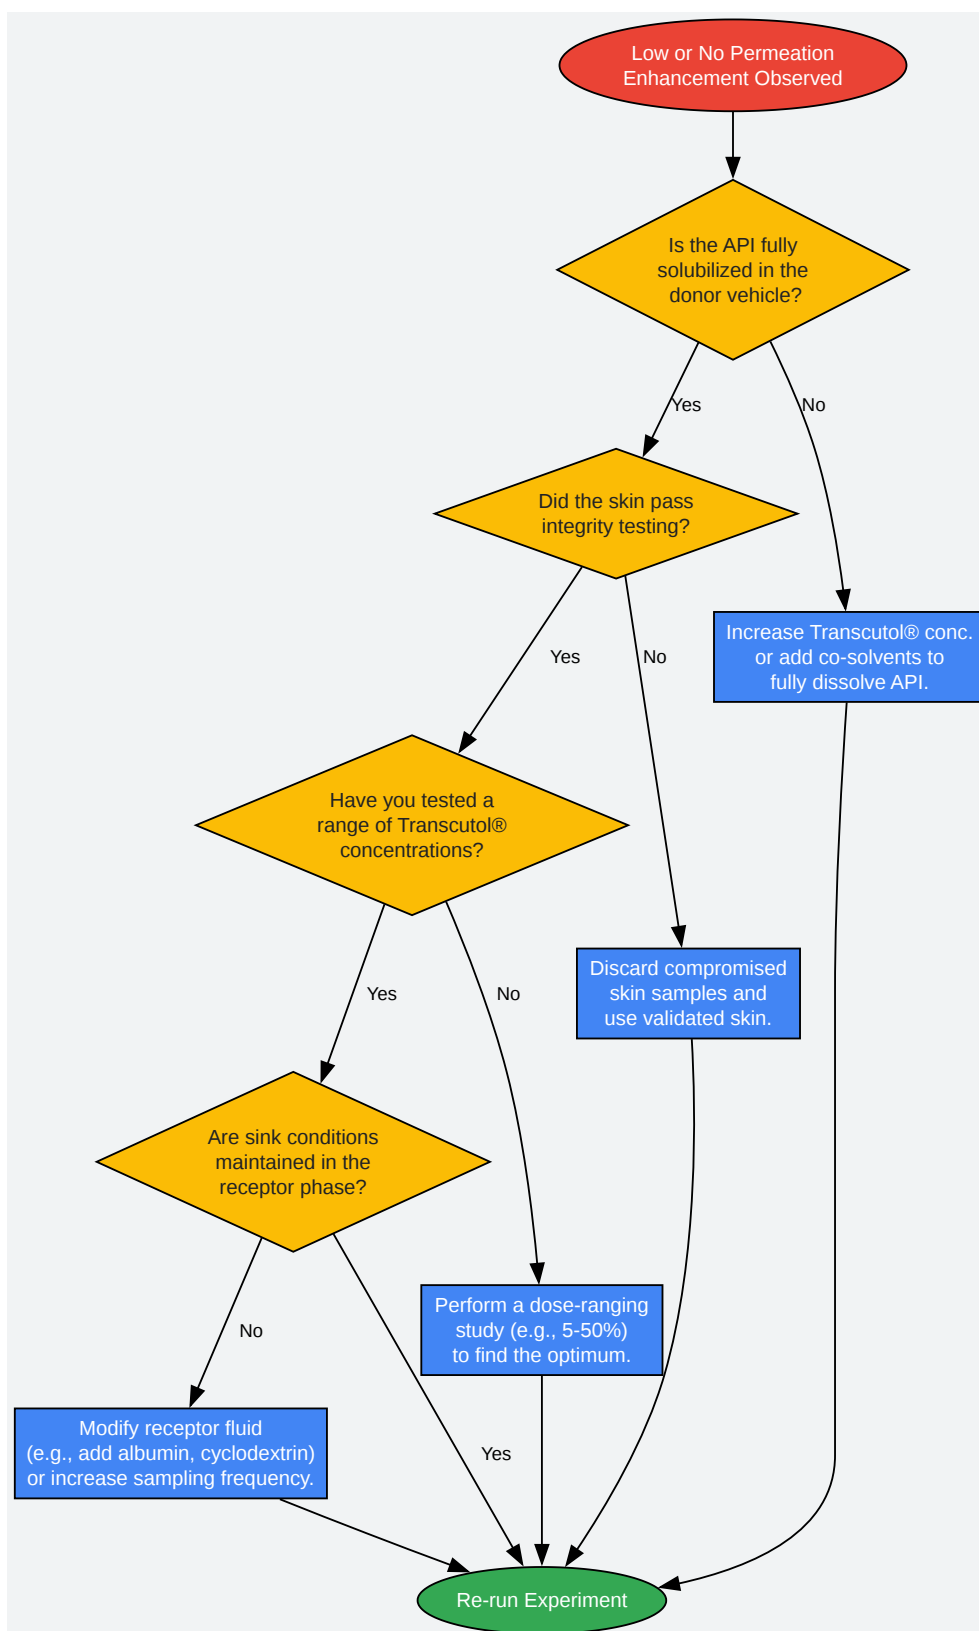 Low or No Permeation
Enhancement Observed
Is the API fully
solubilized in the
donor vehicle?
Yes
No
Did the skin pass
integrity testing?
Increase Transcutol® conc.
or add co-solvents to
fully dissolve API.
Yes
No
Have you tested a
range of Transcutol®
concentrations?
Discard compromised
skin samples and
use validated skin.
Yes
No
Are sink conditions
maintained in the
receptor phase?
Perform a dose-ranging
study (e.g., 5-50%)
to find the optimum.
No
Yes
Modify receptor fluid
(e.g., add albumin, cyclodextrin)
or increase sampling frequency.
Re-run Experiment